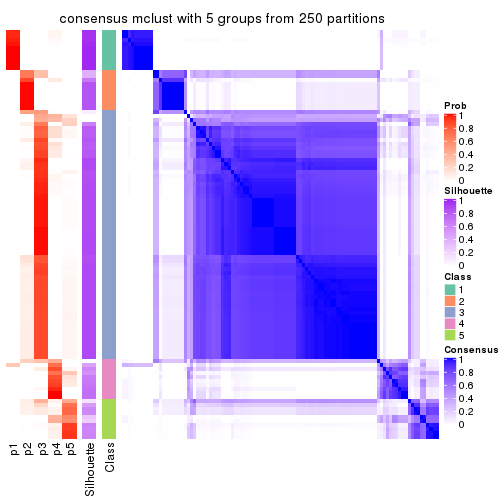 consensus mclust with 5 groups from 250 partitions
Prob
1
0.8
0.6
0.4
0.2
0
Silhouette
1
0.8
0.6
0.4
0.2
0
Class
1
2
3
4
5
Consensus
1
0.8
0.6
0.4
0.2
0
p1
p2
p3
p4
p5
Silhouette
Class